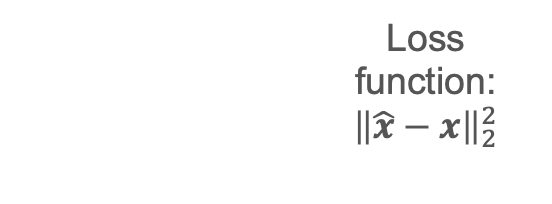 Loss
function:
‖𝒙̂ − 𝒙‖₂²